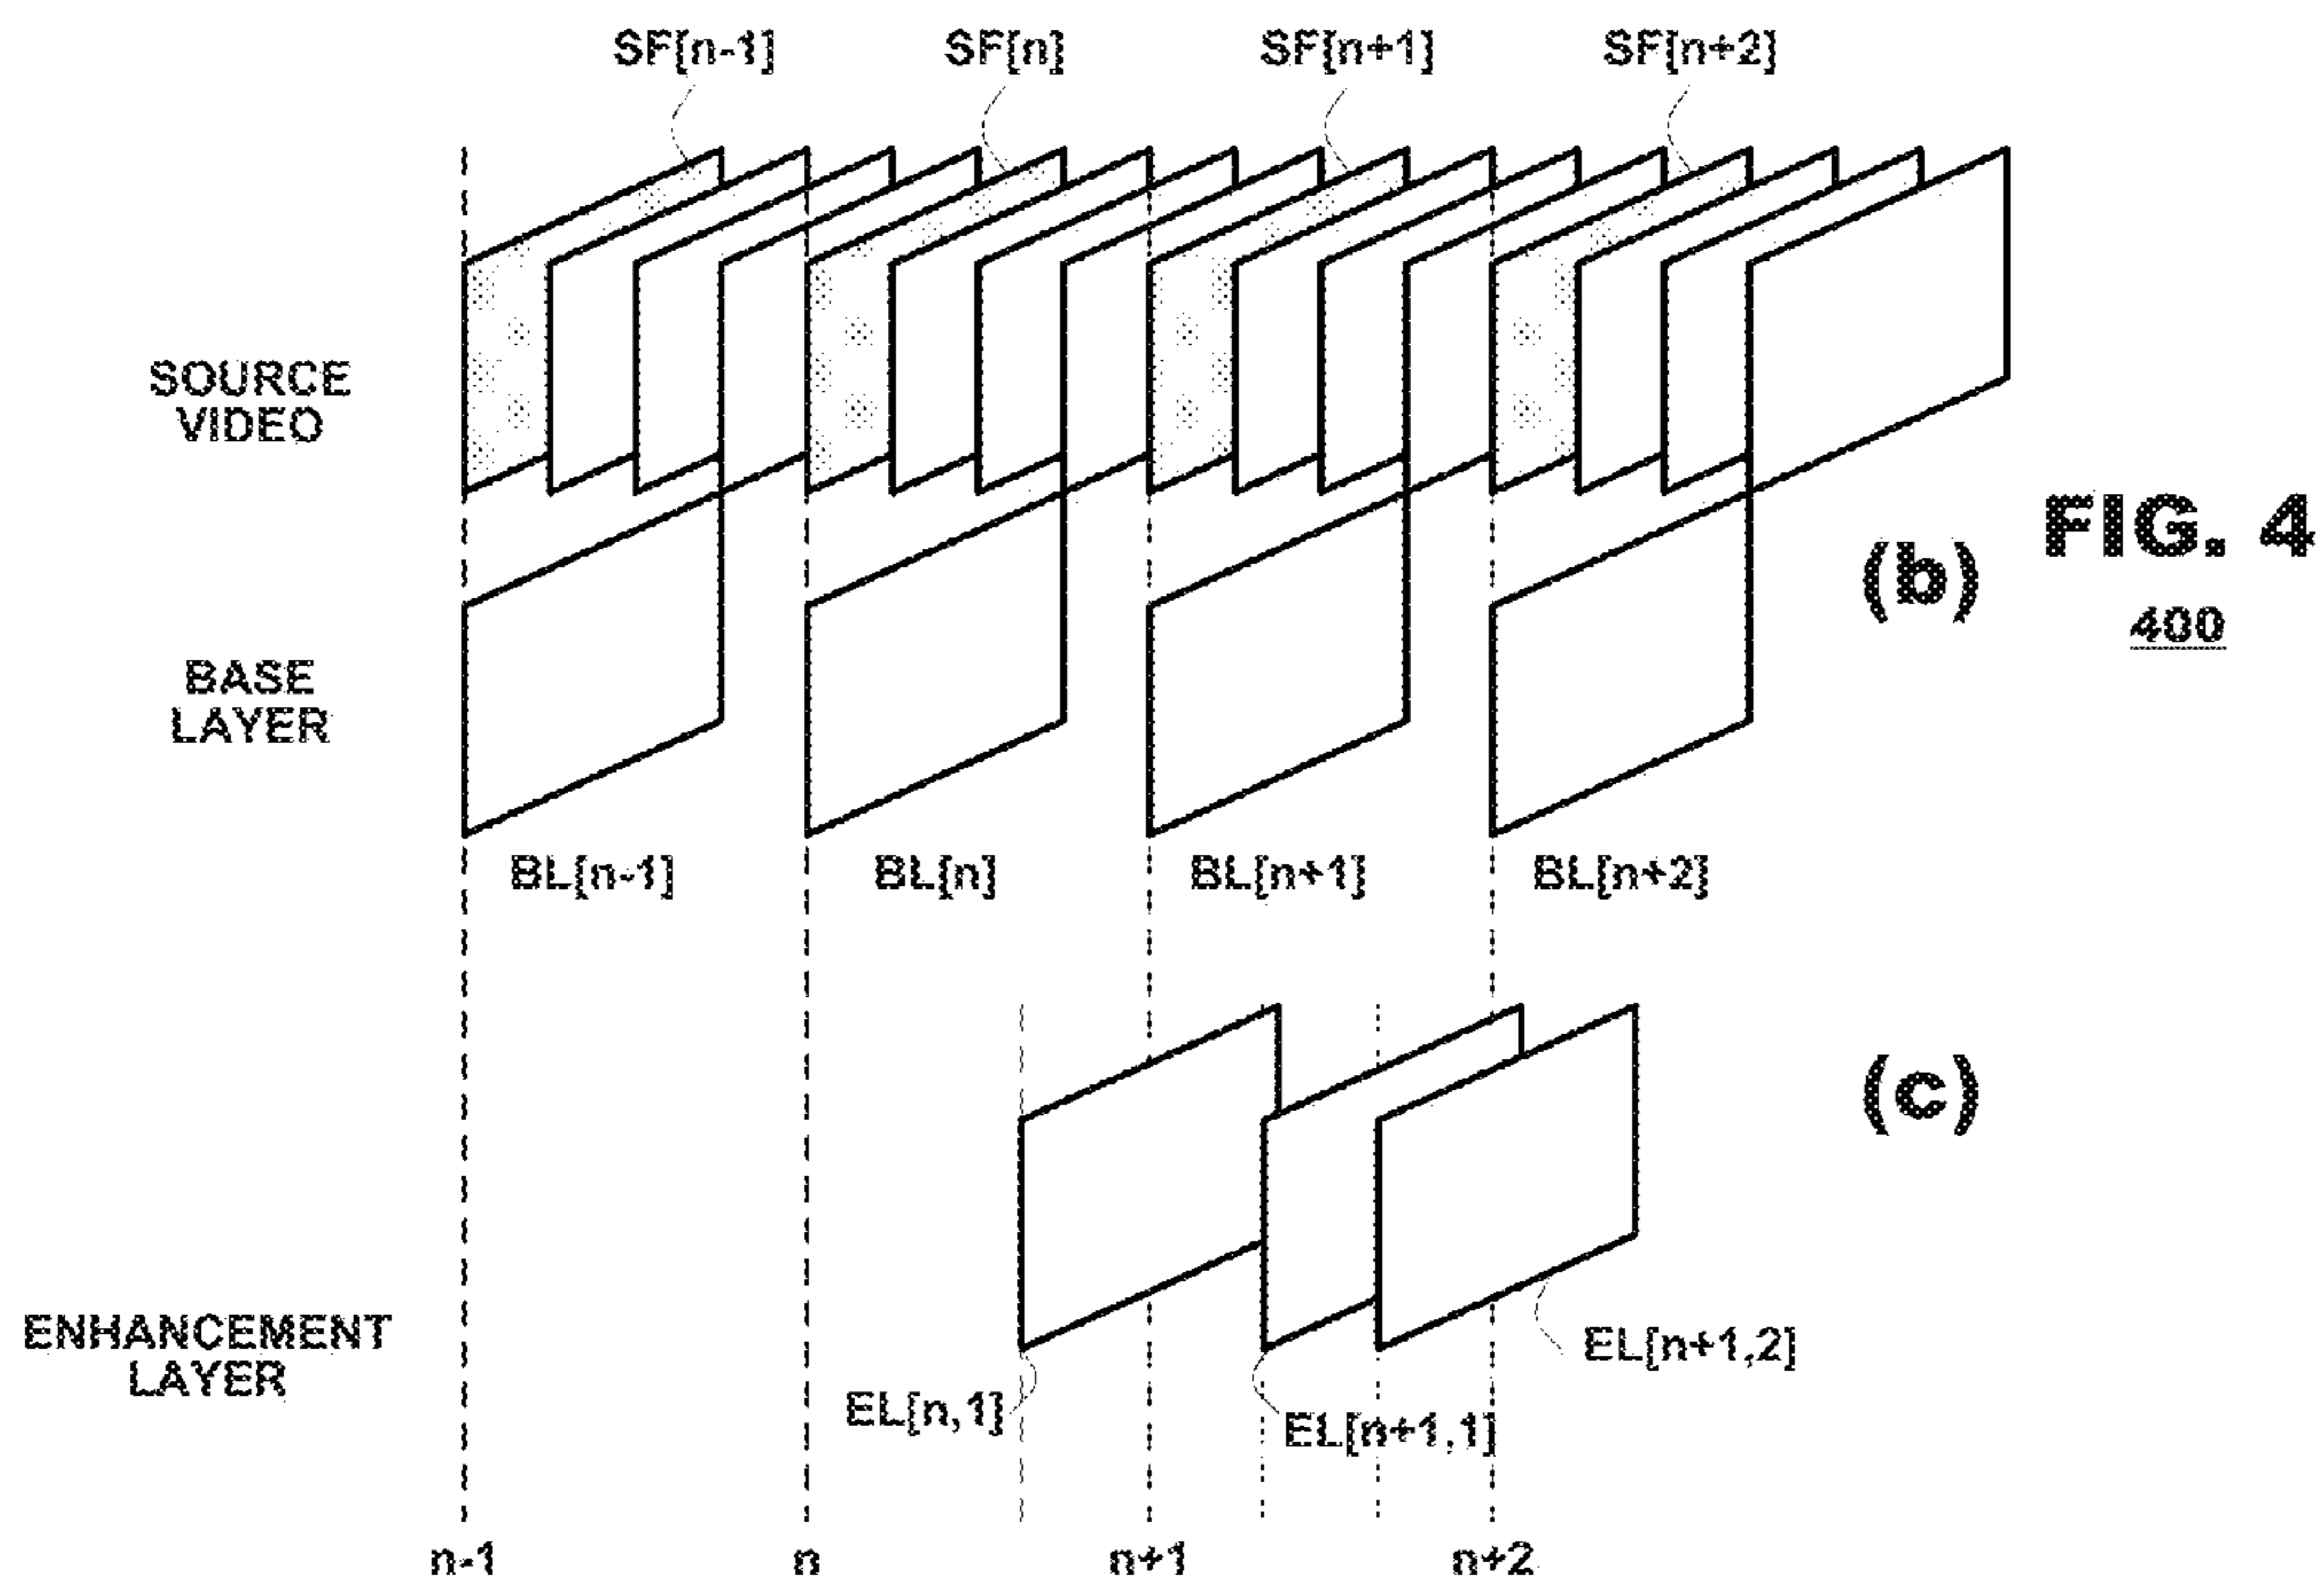 SF[n-1] SF[n] SF[n+1] SF[n+2]
SOURCE
VIDEO
(b) FIG. 4
400
BASE
LAYER
BL[n-1] BL[n] BL[n+1] BL[n+2]
(c)
ENHANCEMENT
LAYER
EL[n+1,2]
EL[n,1]
EL[n+1,1]
n-1 n n+1 n+2